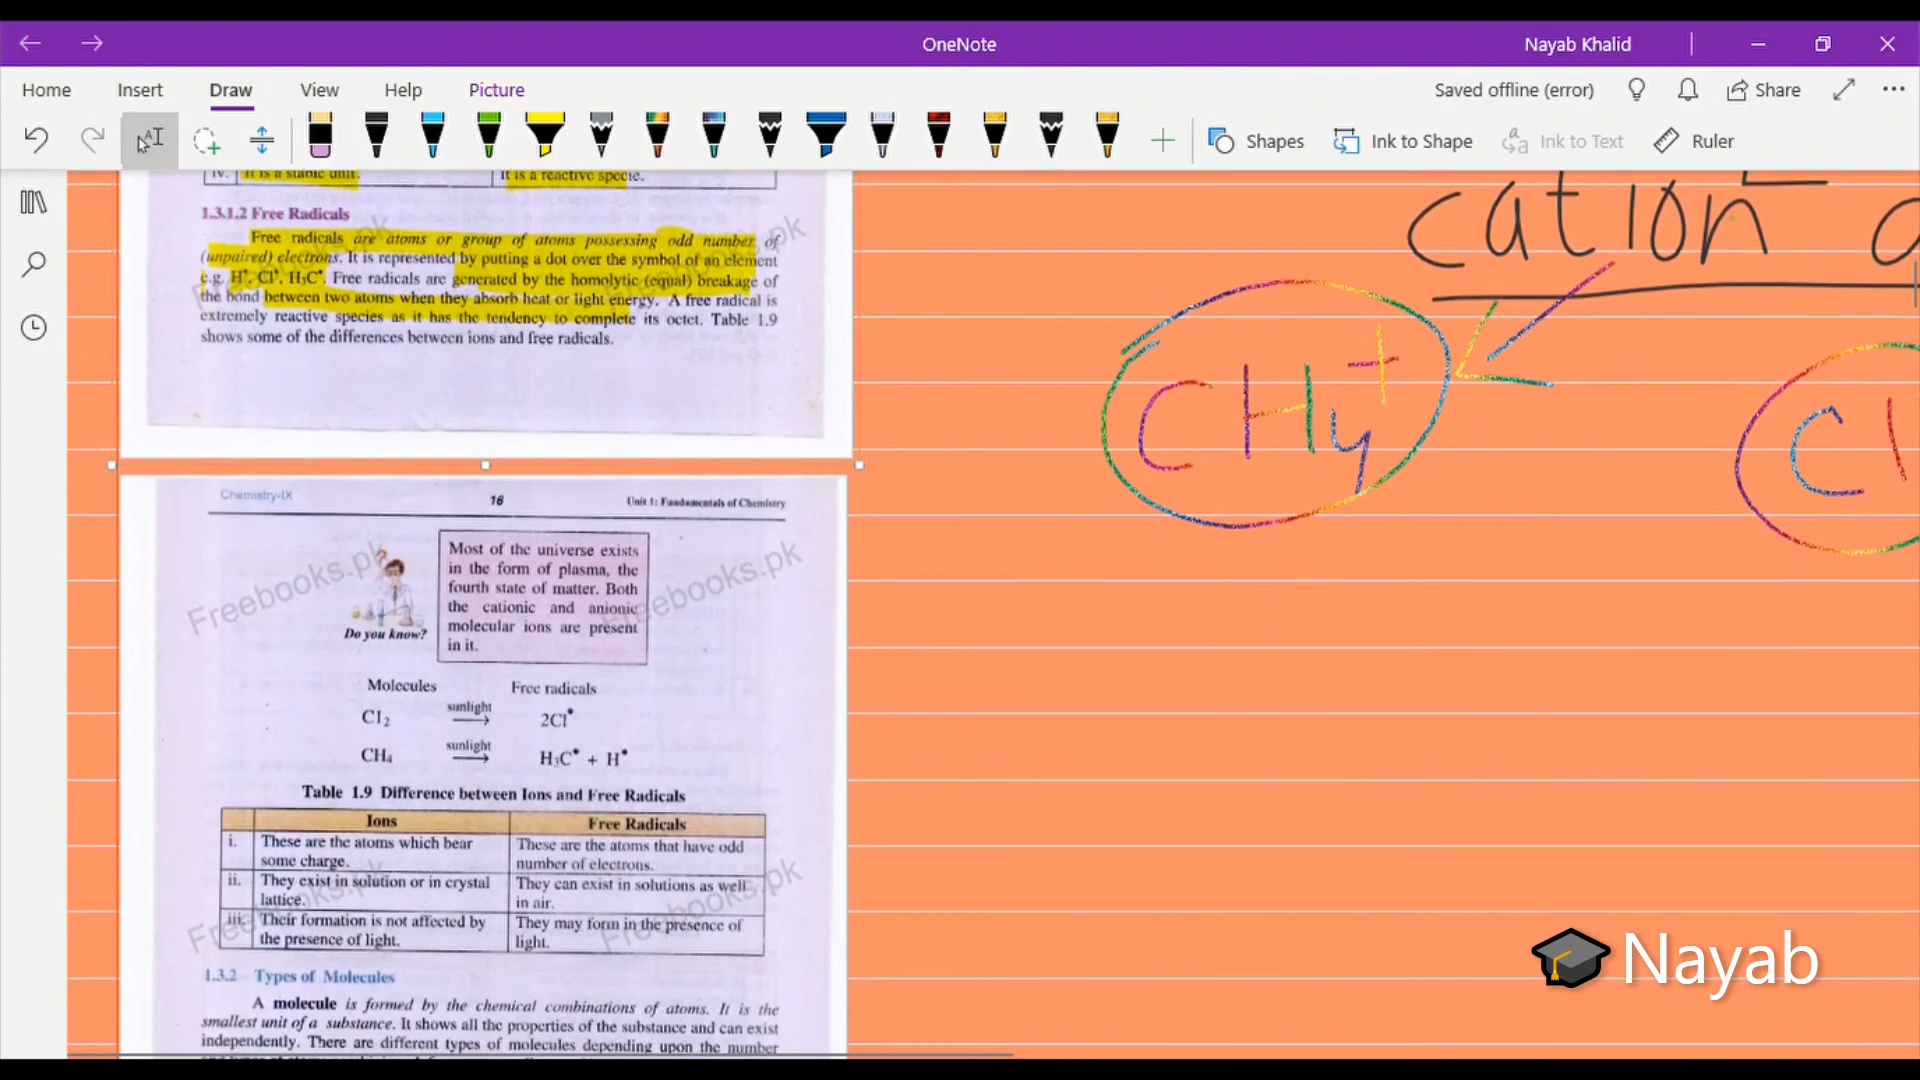 OneNote
Nayab Khalid
Home Insert Draw View Help Picture
Saved offline (error)
Share
Shapes
Ink to Shape
Ink to Text
Ruler
iv. It is a stable unit. It is a reactive specie.
1.3.1.2 Free Radicals
Free radicals are atoms or group of atoms possessing odd number of
(unpaired) electrons. It is represented by putting a dot over the symbol of an element
e.g. H•, Cl•, H₃C•. Free radicals are generated by the homolytic (equal) breakage of
the bond between two atoms when they absorb heat or light energy. A free radical is
extremely reactive species as it has the tendency to complete its octet. Table 1.9
shows some of the differences between ions and free radicals.
Chemistry-IX 16 Unit 1: Fundamentals of Chemistry
Do you know?
Most of the universe exists
in the form of plasma, the
fourth state of matter. Both
the cationic and anionic
molecular ions are present
in it.
Molecules Free radicals
Cl₂ sunlight → 2Cl•
CH₄ sunlight → H₃C• + H•
Table 1.9 Difference between Ions and Free Radicals
Ions Free Radicals
i. These are the atoms which bear
some charge.
These are the atoms that have odd
number of electrons.
ii. They exist in solution or in crystal
lattice.
They can exist in solutions as well
in air.
iii. Their formation is not affected by
the presence of light.
They may form in the presence of
light.
1.3.2 Types of Molecules
A molecule is formed by the chemical combinations of atoms. It is the
smallest unit of a substance. It shows all the properties of the substance and can exist
independently. There are different types of molecules depending upon the number
Freebooks.pk
Freebooks.pk
Freebooks.pk
Freebooks.pk
cation
CH₄⁺
Cl
Nayab